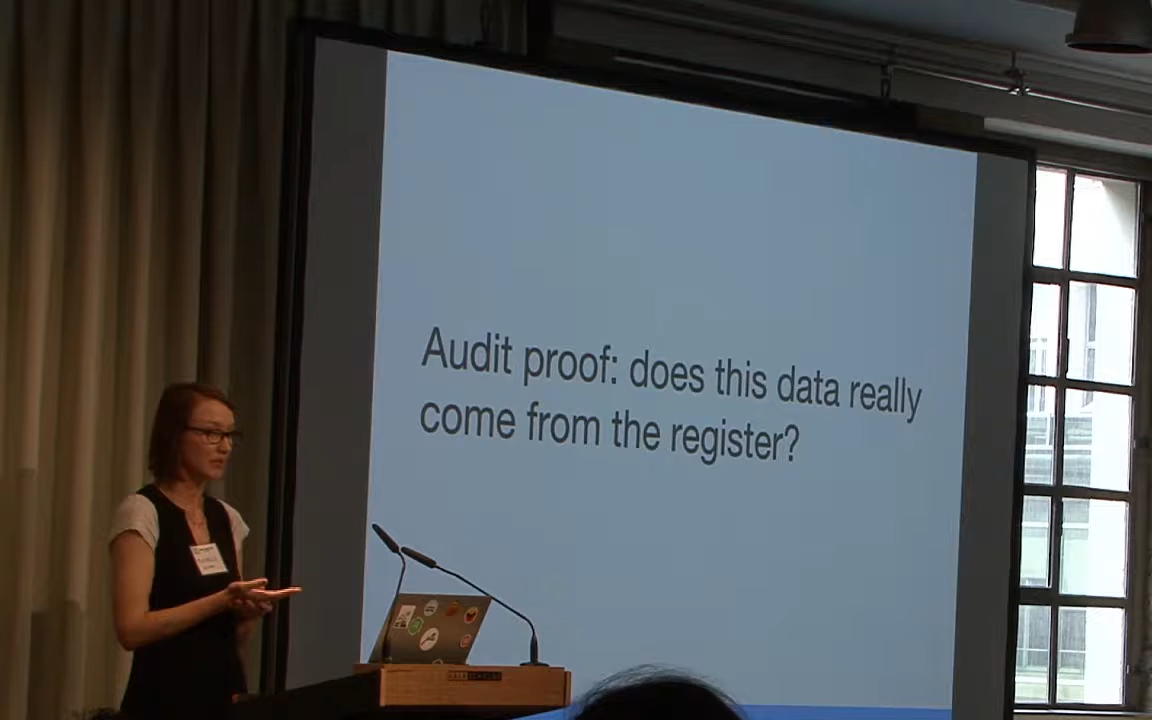 Audit proof: does this data really
come from the register?